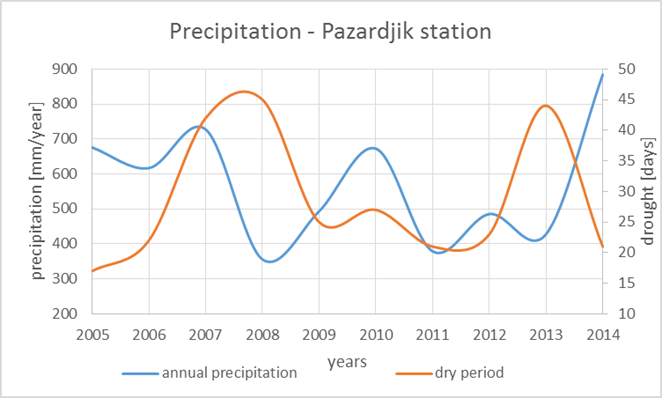 Precipitation - Pazardjik station
precipitation [mm/year]
900
800
700
600
500
400
300
200
50
45
40
35
30
25
20
15
10
drought [days]
2005 2006 2007 2008 2009 2010 2011 2012 2013 2014
years
annual precipitation dry period